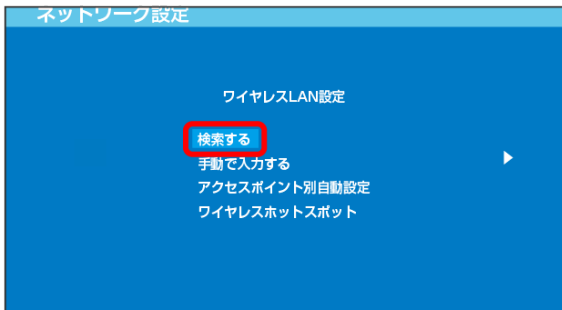 ネットワーク設定
ワイヤレスLAN設定
検索する
手動で入力する
アクセスポイント別自動設定
ワイヤレスホットスポット